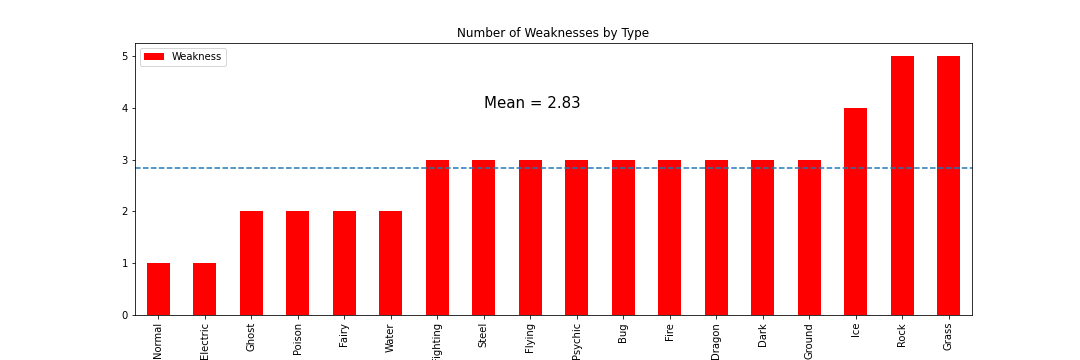 Number of Weaknesses by Type
Weakness
Mean = 2.83
5
4
3
2
1
0
Normal
Electric
Ghost
Poison
Fairy
Water
ighting
Steel
Flying
Psychic
Bug
Fire
Dragon
Dark
Ground
Ice
Rock
Grass